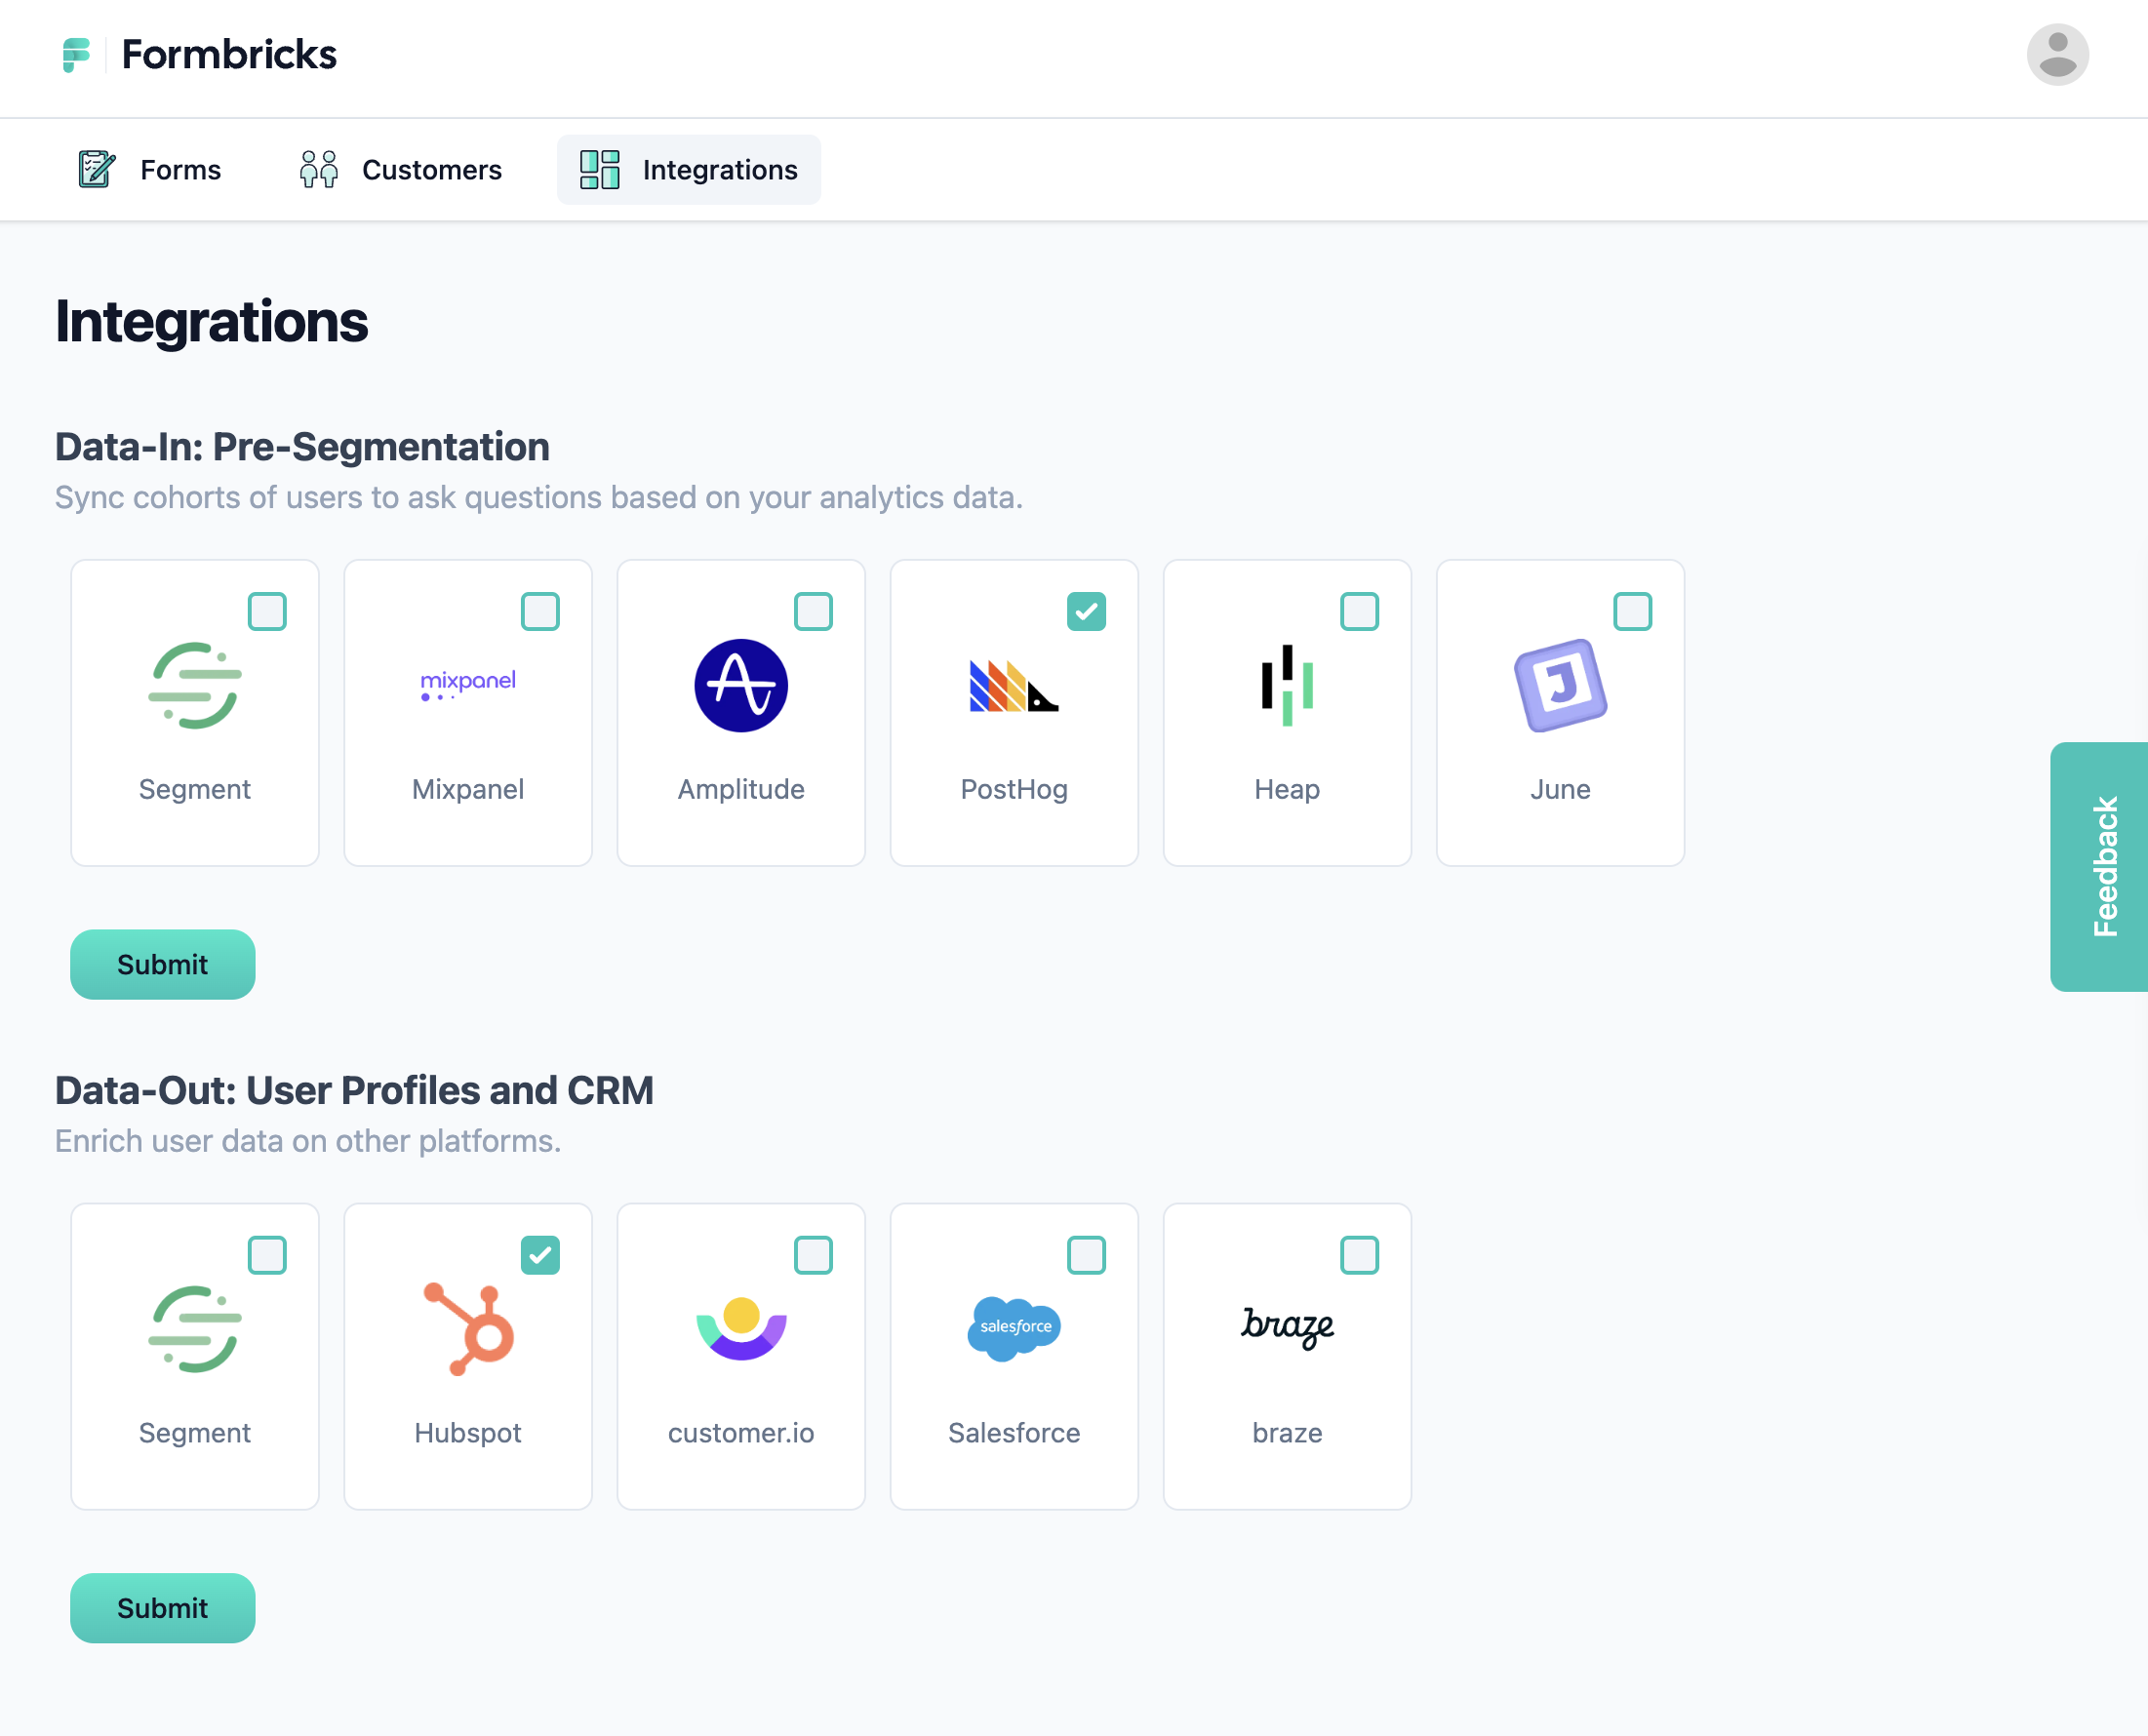 Formbricks
Forms
Customers
Integrations
Integrations
Data-In: Pre-Segmentation
Sync cohorts of users to ask questions based on your analytics data.
mixpanel
J
Segment
Mixpanel
Amplitude
PostHog
Heap
June
Feedback
Submit
Data-Out: User Profiles and CRM
Enrich user data on other platforms.
salesforce
braze
Segment
Hubspot
customer.io
Salesforce
braze
Submit